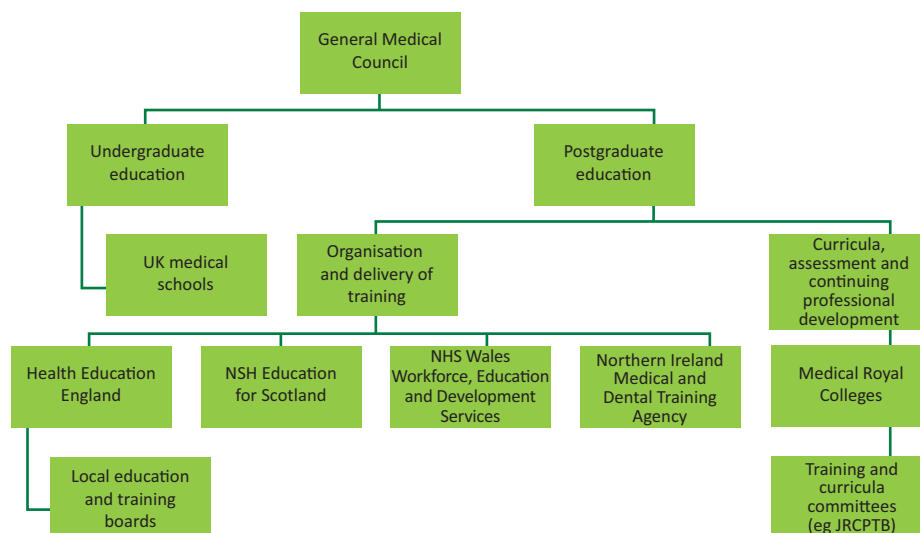 General Medical
Council
Undergraduate
education
Postgraduate
education
UK medical
schools
Organisation
and delivery of
training
Curricula,
assessment and
continuing
professional
development
Health Education
England
NSH Education
for Scotland
NHS Wales
Workforce, Education
and Development
Services
Northern Ireland
Medical and
Dental Training
Agency
Medical Royal
Colleges
Local education
and training
boards
Training and
curricula
committees
(eg JRCPTB)